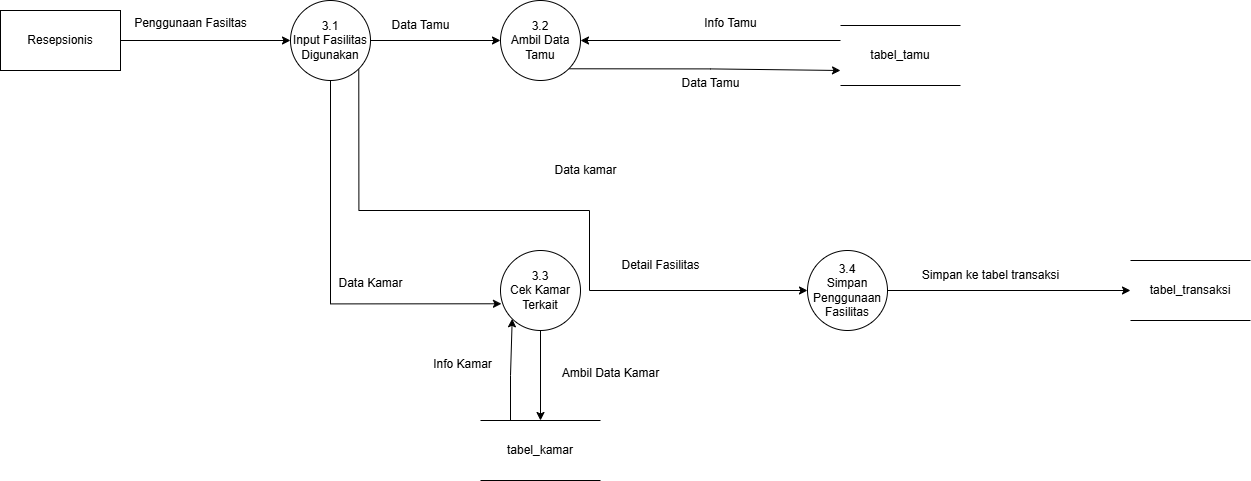 Resepsionis
Penggunaan Fasiltas
3.1
Input Fasilitas
Digunakan
Data Tamu
3.2
Ambil Data
Tamu
Info Tamu
Data Tamu
tabel_tamu
Data kamar
Data Kamar
3.3
Cek Kamar
Terkait
Detail Fasilitas
3.4
Simpan
Penggunaan
Fasilitas
Simpan ke tabel transaksi
tabel_transaksi
Info Kamar
Ambil Data Kamar
tabel_kamar